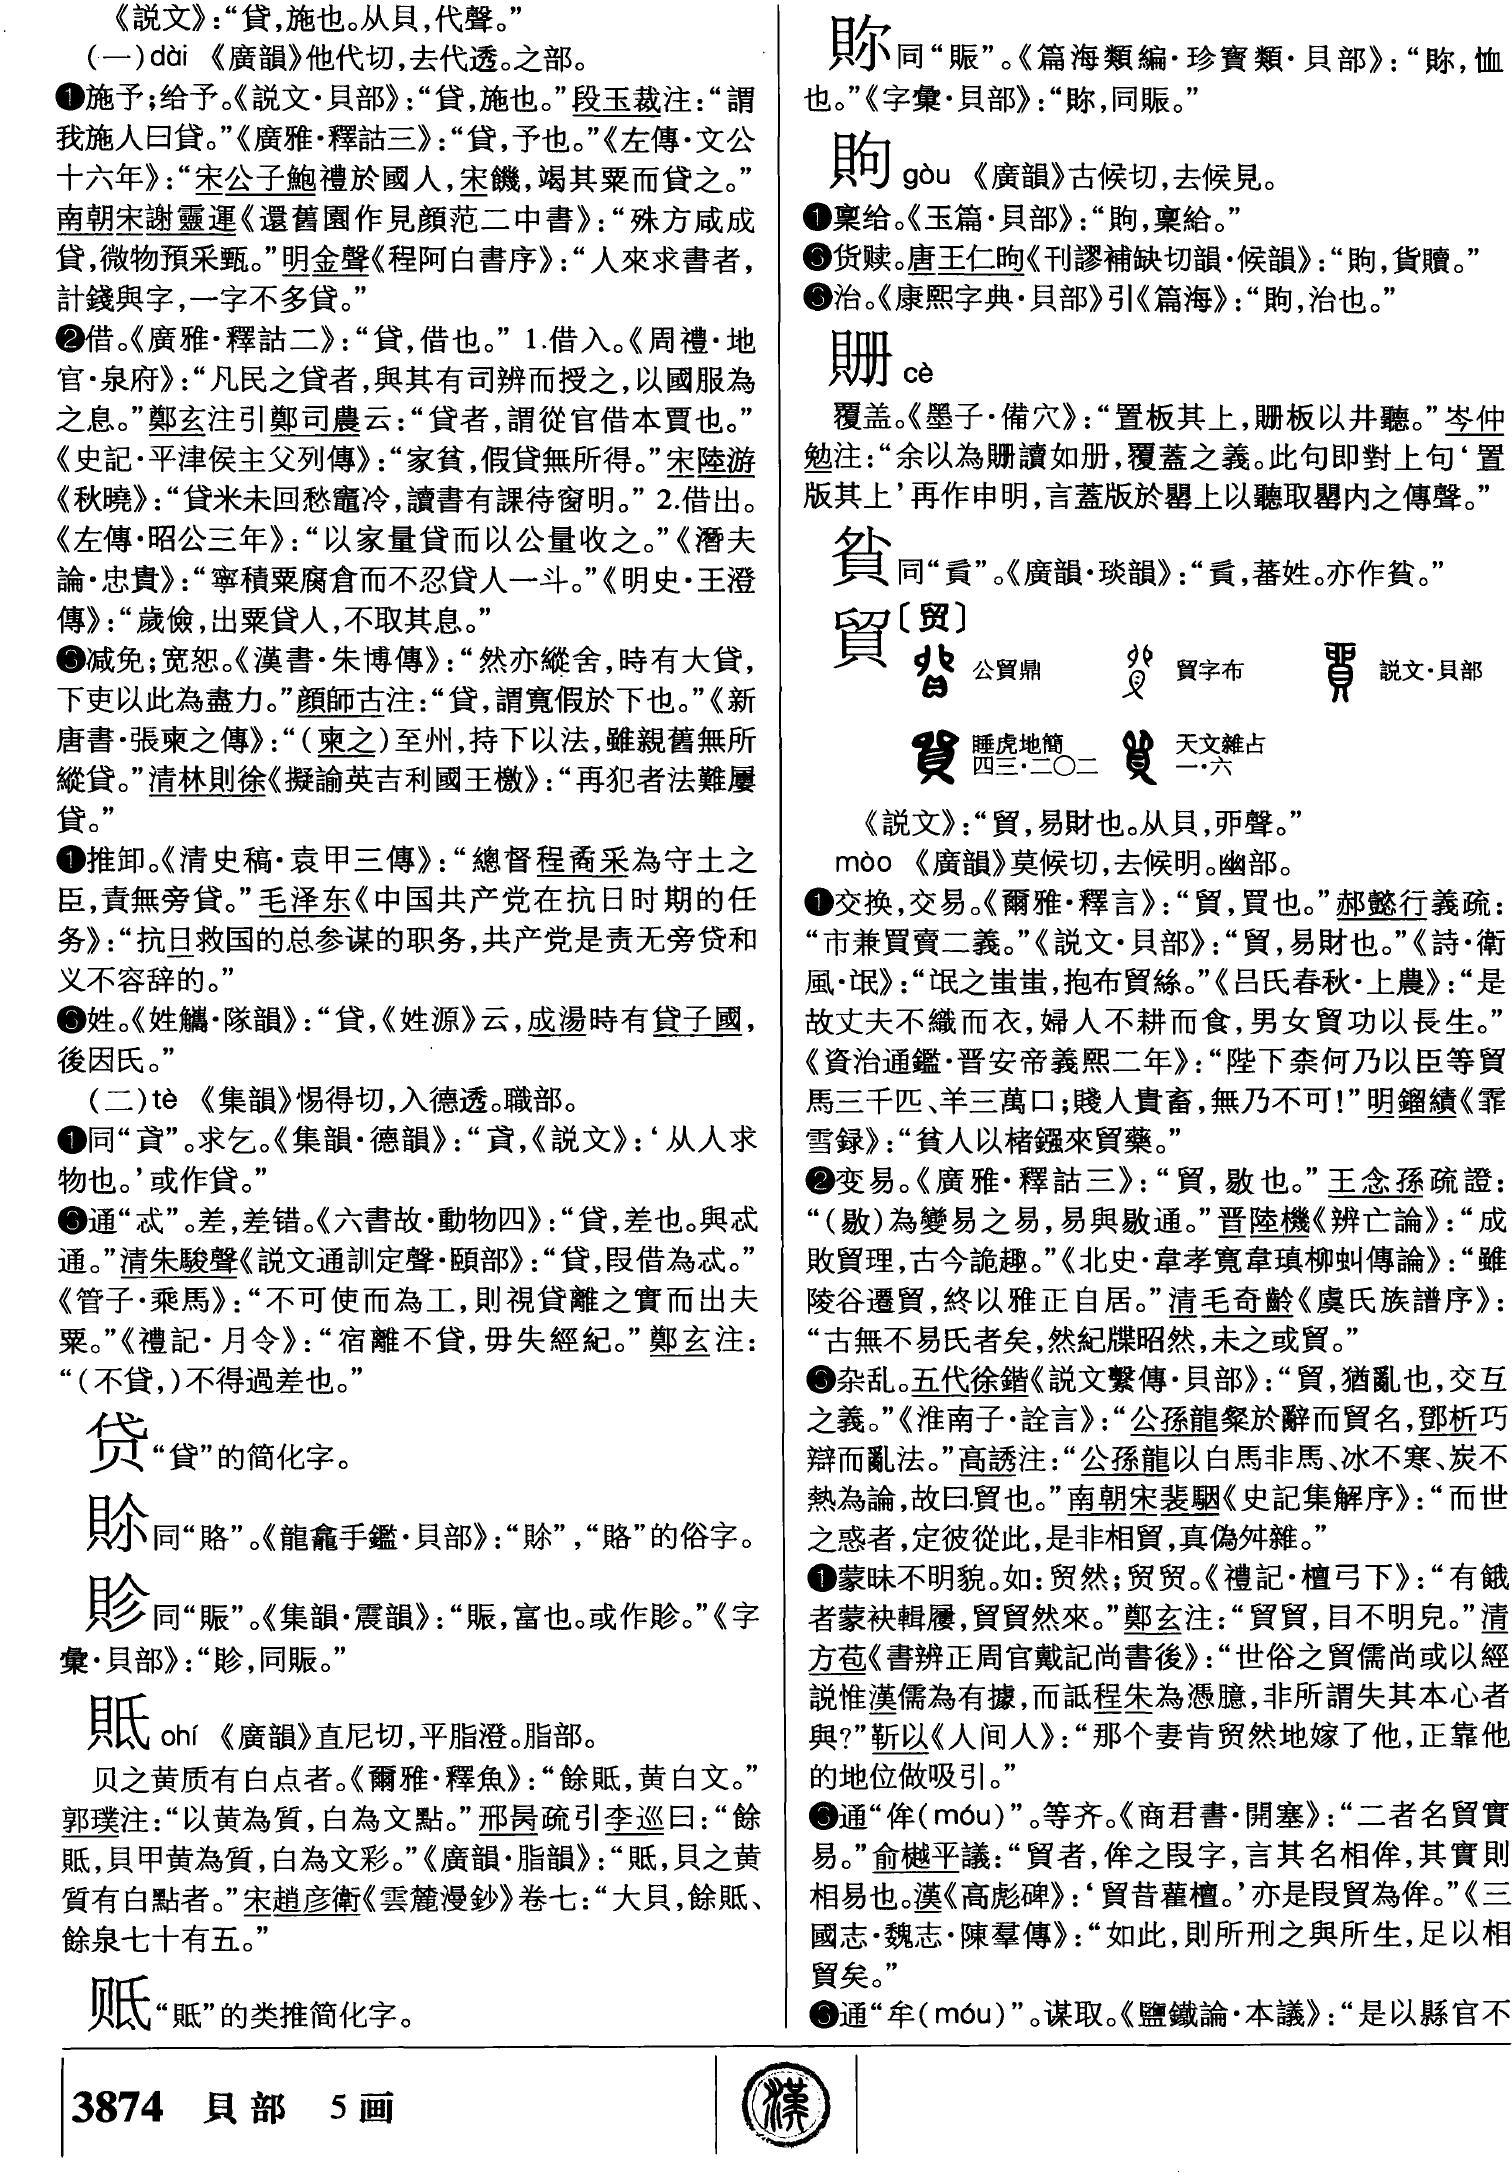 《説文》：“貸，施也。从貝，代聲。”
（一）dài 《廣韻》他代切，去代透。之部。
❶施予；给予。《説文·貝部》：“貸，施也。”段玉裁注：“謂
我施人曰貸。”《廣雅·釋詁三》：“貸，予也。”《左傳·文公
十六年》：“宋公子鮑禮於國人，宋饑，竭其粟而貸之。”
南朝宋謝靈運《還舊園作見顔范二中書》：“殊方咸成
貸，微物預采甄。”明金聲《程阿白書序》：“人來求書者，
計錢與字，一字不多貸。”
❷借。《廣雅·釋詁二》：“貸，借也。” 1.借入。《周禮·地
官·泉府》：“凡民之貸者，與其有司辨而授之，以國服為
之息。”鄭玄注引鄭司農云：“貸者，謂從官借本賈也。”
《史記·平津侯主父列傳》：“家貧，假貸無所得。”宋陸游
《秋曉》：“貸米未回愁竈冷，讀書有課待窗明。” 2.借出。
《左傳·昭公三年》：“以家量貸而以公量收之。”《潛夫
論·忠貴》：“寧積粟腐倉而不忍貸人一斗。”《明史·王澄
傳》：“歲儉，出粟貸人，不取其息。”
❸减免；宽恕。《漢書·朱博傳》：“然亦縱舍，時有大貸，
下吏以此為盡力。”顔師古注：“貸，謂寬假於下也。”《新
唐書·張柬之傳》：“（柬之）至州，持下以法，雖親舊無所
縱貸。”清林則徐《擬諭英吉利國王檄》：“再犯者法難屢
貸。”
❶推卸。《清史稿·袁甲三傳》：“總督程矞采為守土之
臣，責無旁貸。”毛泽东《中国共产党在抗日时期的任
务》：“抗日救国的总参谋的职务，共产党是责无旁贷和
义不容辞的。”
❸姓。《姓觿·隊韻》：“貸，《姓源》云，成湯時有貸子國，
後因氏。”
（二）tè 《集韻》惕得切，入德透。職部。
❶同“貣”。求乞。《集韻·德韻》：“貣，《説文》：‘从人求
物也。’或作貸。”
❸通“忒”。差，差错。《六書故·動物四》：“貸，差也。與忒
通。”清朱駿聲《説文通訓定聲·頤部》：“貸，叚借為忒。”
《管子·乘馬》：“不可使而為工，則視貸離之實而出夫
粟。”《禮記·月令》：“宿離不貸，毋失經紀。”鄭玄注：
“（不貸，）不得過差也。”
贷“貸”的简化字。
賒同“賂”。《龍龕手鑑·貝部》：“賒”，“賂”的俗字。
貹同“賑”。《集韻·震韻》：“賑，富也。或作貹。”《字
彙·貝部》：“貹，同賑。”
貾ohí 《廣韻》直尼切，平脂澄。脂部。
贝之黄质有白点者。《爾雅·釋魚》：“餘貾，黄白文。”
郭璞注：“以黄為質，白為文點。”邢昺疏引李巡曰：“餘
貾，貝甲黄為質，白為文彩。”《廣韻·脂韻》：“貾，貝之黄
質有白點者。”宋趙彦衛《雲麓漫鈔》卷七：“大貝，餘貾、
餘泉七十有五。”
“貾”的类推简化字。
同“賑”。《篇海類編·珍寶類·貝部》：“，恤
也。”《字彙·貝部》：“，同賑。”
gòu 《廣韻》古候切，去候見。
❶稟给。《玉篇·貝部》：“，稟給。”
❸货赎。唐王仁昫《刊謬補缺切韻·候韻》：“，貨贖。”
❸治。《康熙字典·貝部》引《篇海》：“，治也。”
cè
覆盖。《墨子·備穴》：“置板其上，板以井聽。”岑仲
勉注：“余以為讀如册，覆蓋之義。此句即對上句‘置
版其上’再作申明，言蓋版於罌上以聽取罌内之傳聲。”
同“貵”。《廣韻·琰韻》：“，蕃姓。亦作。”
貿〔贸〕
公貿鼎 貿字布 説文·貝部
睡虎地簡 四三·二〇二 天文雜占 一·六
《説文》：“貿，易財也。从貝，丣聲。”
mòo 《廣韻》莫候切，去候明。幽部。
❶交换，交易。《爾雅·釋言》：“貿，買也。”郝懿行義疏：
“市兼買賣二義。”《説文·貝部》：“貿，易財也。”《詩·衛
風·氓》：“氓之蚩蚩，抱布貿絲。”《吕氏春秋·上農》：“是
故丈夫不織而衣，婦人不耕而食，男女貿功以長生。”
《資治通鑑·晋安帝義熙二年》：“陛下柰何乃以臣等貿
馬三千匹、羊三萬口；賤人貴畜，無乃不可！”明鎦績《霏
雪録》：“貧人以楮鏹來貿藥。”
❷变易。《廣雅·釋詁三》：“貿，敡也。”王念孫疏證：
“（敡）為變易之易，易與敡通。”晋陸機《辨亡論》：“成
敗貿理，古今詭趣。”《北史·韋孝寬韋瑱柳虯傳論》：“雖
陵谷遷貿，終以雅正自居。”清毛奇齡《虞氏族譜序》：
“古無不易氏者矣，然紀牒昭然，未之或貿。”
❸杂乱。五代徐鍇《説文繫傳·貝部》：“貿，猶亂也，交互
之義。”《淮南子·詮言》：“公孫龍粲於辭而貿名，鄧析巧
辯而亂法。”高誘注：“公孫龍以白馬非馬、冰不寒、炭不
熱為論，故曰貿也。”南朝宋裴駰《史記集解序》：“而世
之惑者，定彼從此，是非相貿，真偽舛雜。”
❶蒙昧不明貌。如：贸然；贸贸。《禮記·檀弓下》：“有餓
者蒙袂輯屨，貿貿然來。”鄭玄注：“貿貿，目不明皃。”清
方苞《書辨正周官戴記尚書後》：“世俗之貿儒尚或以經
説惟漢儒為有據，而詆程朱為憑臆，非所謂失其本心者
與?”靳以《人间人》：“那个妻肯贸然地嫁了他，正靠他
的地位做吸引。”
❸通“侔（móu）”。等齐。《商君書·開塞》：“二者名貿實
易。”俞樾平議：“貿者，侔之叚字，言其名相侔，其實則
相易也。漢《高彪碑》：‘貿昔雚檀。’亦是叚貿為侔。”《三
國志·魏志·陳羣傳》：“如此，則所刑之與所生，足以相
貿矣。”
❸通“牟（móu）”。谋取。《鹽鐵論·本議》：“是以縣官不
3874 貝部 5画
漢